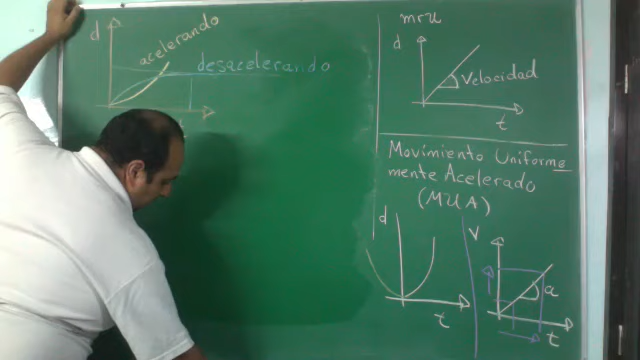 d
acelerando
desacelerando
mru
d
Velocidad
t
Movimiento Uniforme
mente Acelerado
(MUA)
d
t
V
a
t